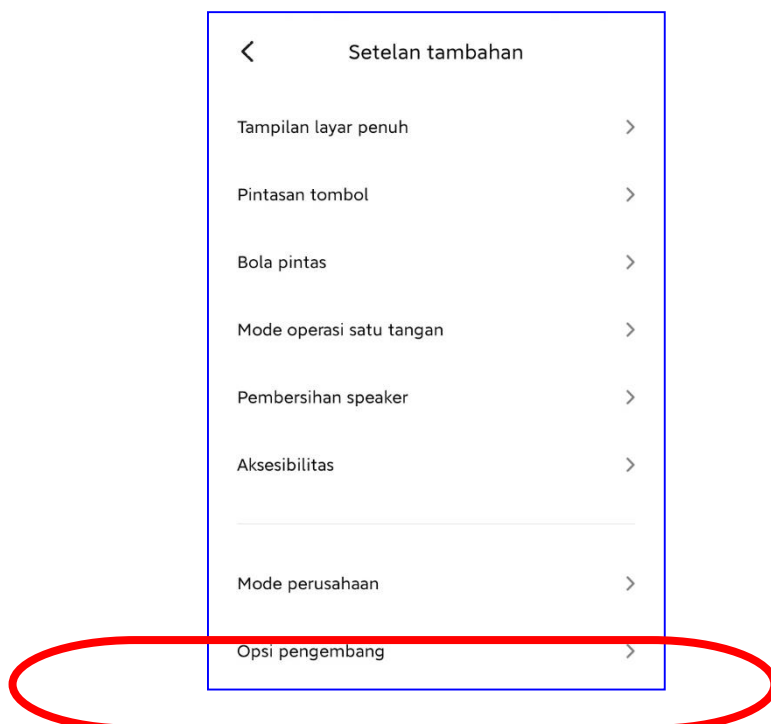 Setelan tambahan
Tampilan layar penuh
Pintasan tombol
Bola pintas
Mode operasi satu tangan
Pembersihan speaker
Aksesibilitas
Mode perusahaan
Opsi pengembang